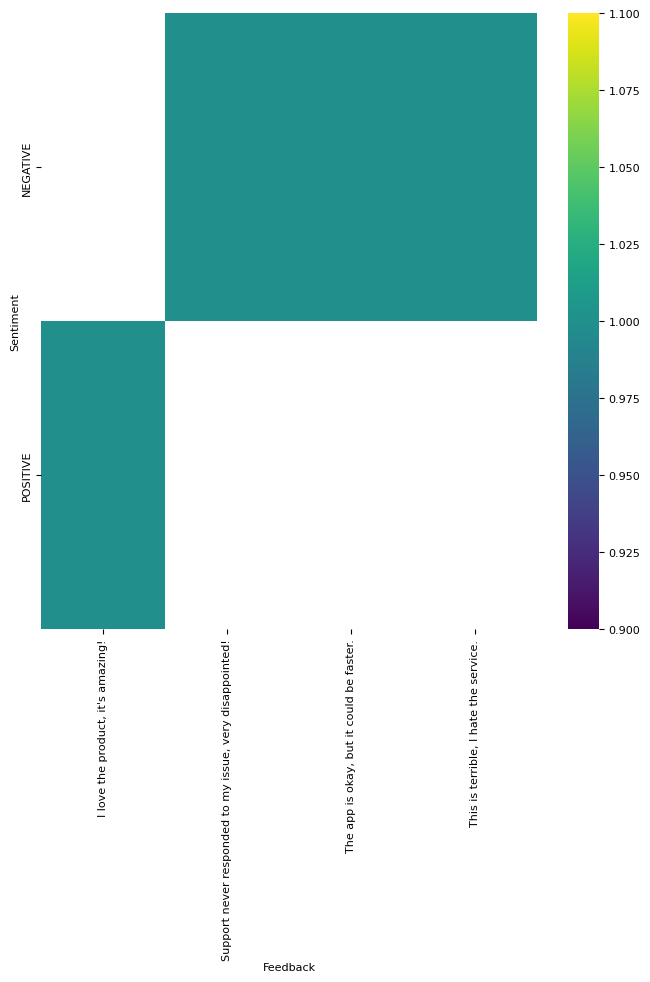 NEGATIVE
POSITIVE
Sentiment
I love the product, it's amazing!
Support never responded to my issue, very disappointed!
The app is okay, but it could be faster.
This is terrible, I hate the service.
Feedback
1.100
1.075
1.050
1.025
1.000
0.975
0.950
0.925
0.900